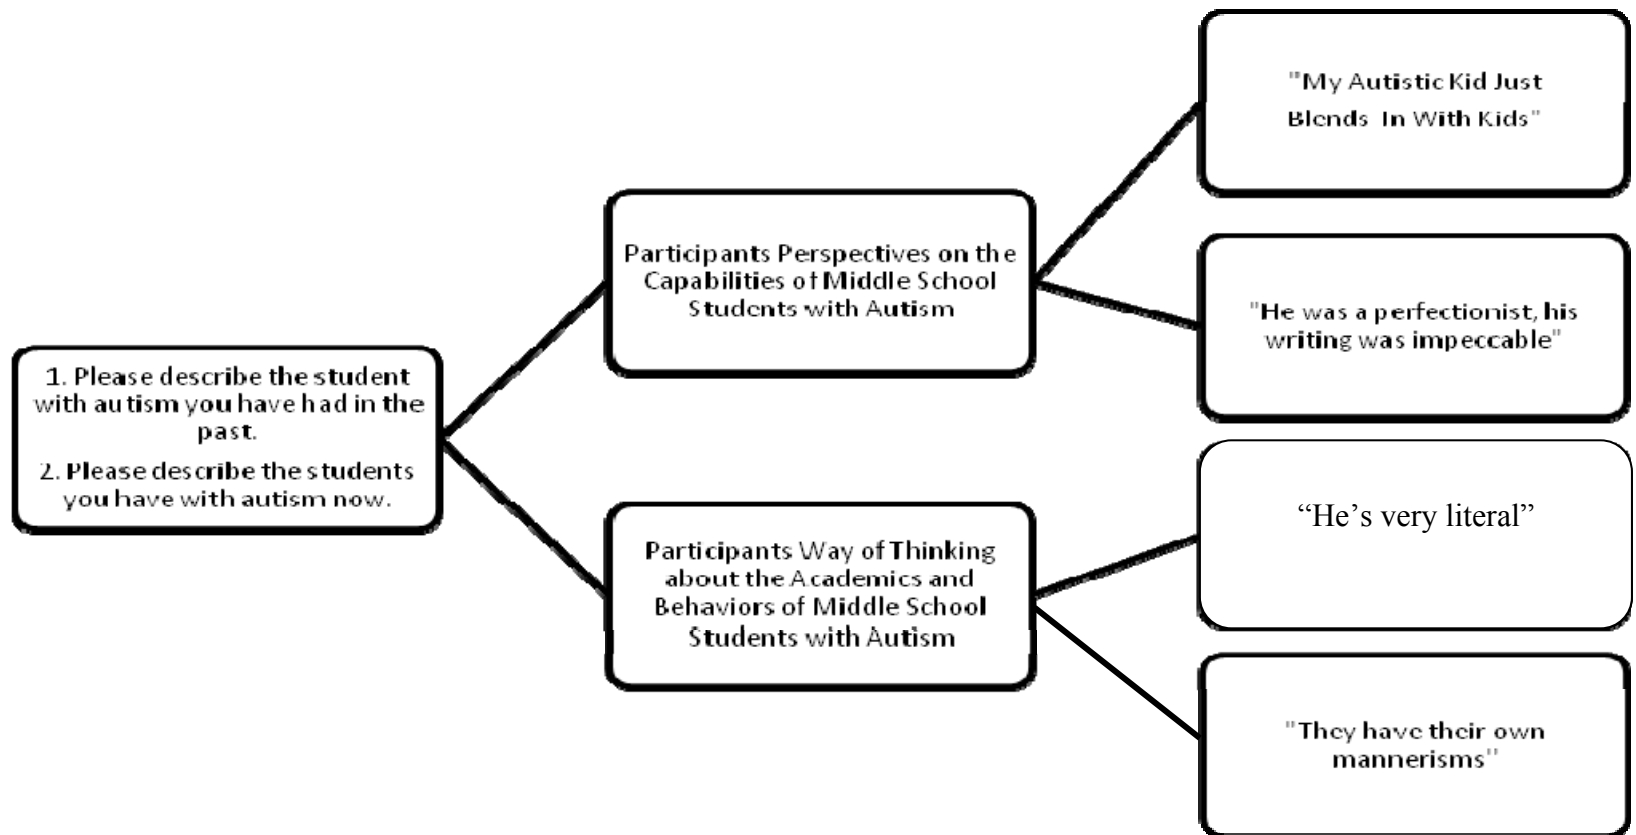 1. Please describe the student
with autism you have had in the
past.
2. Please describe the students
you have with autism now.
Participants Perspectives on the
Capabilities of Middle School
Students with Autism
Participants Way of Thinking
about the Academics and
Behaviors of Middle School
Students with Autism
"My Autistic Kid Just
Blends In With Kids"
"He was a perfectionist, his
writing was impeccable"
“He’s very literal”
"They have their own
mannerisms"